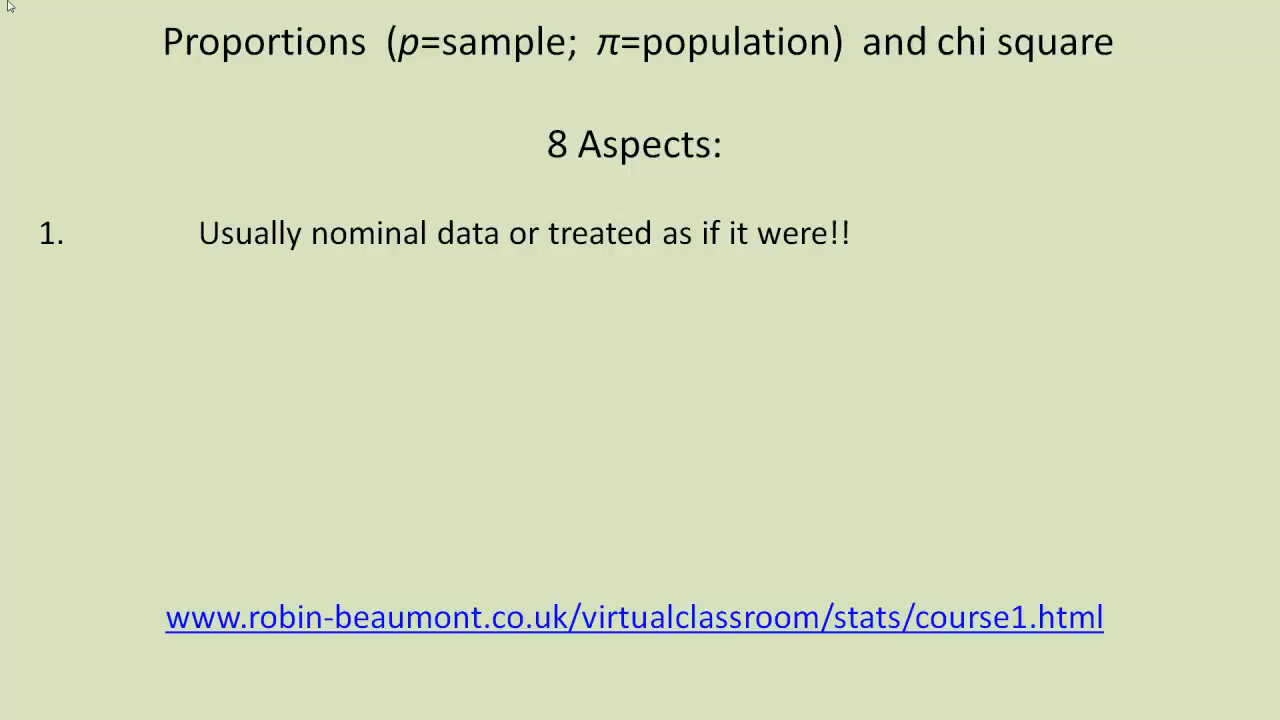 Proportions (p=sample; π=population) and chi square
8 Aspects:
1. Usually nominal data or treated as if it were!!
www.robin-beaumont.co.uk/virtualclassroom/stats/course1.html